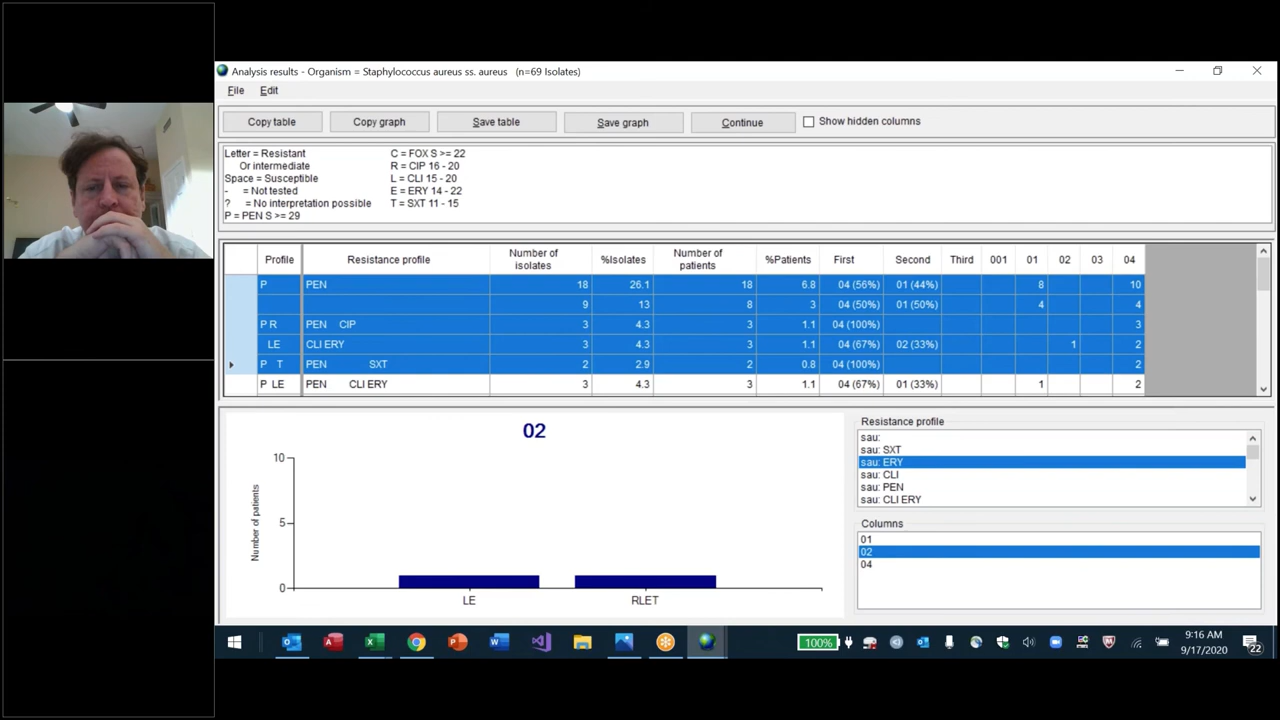 Analysis results - Organism = Staphylococcus aureus ss. aureus (n=69 Isolates)
File Edit
Copy table Copy graph Save table Save graph Continue Show hidden columns
Letter = Resistant C = FOX S >= 22
Or intermediate R = CIP 16 - 20
Space = Susceptible L = CLI 15 - 20
- = Not tested E = ERY 14 - 22
? = No interpretation possible T = SXT 11 - 15
P = PEN S >= 29
Profile Resistance profile Number of isolates %Isolates Number of patients %Patients First Second Third 001 01 02 03 04
P PEN 18 26.1 18 6.8 04 (56%) 01 (44%) 8 10
9 13 8 3 04 (50%) 01 (50%) 4 4
P R PEN CIP 3 4.3 3 1.1 04 (100%) 3
LE CLI ERY 3 4.3 3 1.1 04 (67%) 02 (33%) 1 2
P T PEN SXT 2 2.9 2 0.8 04 (100%) 2
P LE PEN CLI ERY 3 4.3 3 1.1 04 (67%) 01 (33%) 1 2
02
Number of patients
10
5
0
LE RLET
Resistance profile
sau:
sau: SXT
sau: ERY
sau: CLI
sau: PEN
sau: CLI ERY
Columns
01
02
04
100%
9:16 AM
9/17/2020
22